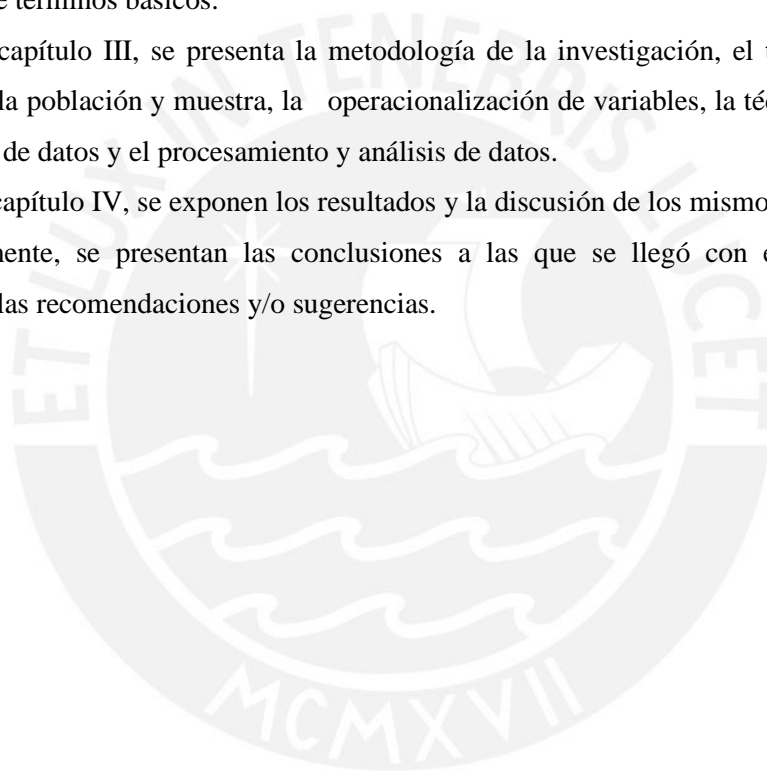 e términos básicos.
capítulo III, se presenta la metodología de la investigación, el t
la población y muestra, la operacionalización de variables, la té
de datos y el procesamiento y análisis de datos.
capítulo IV, se exponen los resultados y la discusión de los mismo
mente, se presentan las conclusiones a las que se llegó con e
las recomendaciones y/o sugerencias.
ET LUX IN TENEBRIS LUCET
MCMXVII